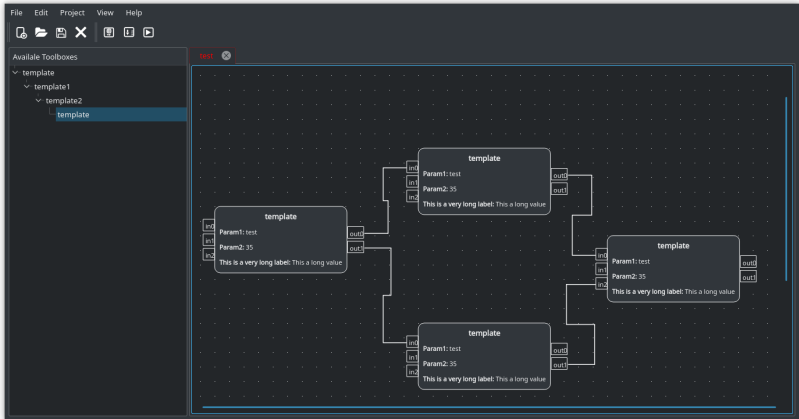 File Edit Project View Help
Availale Toolboxes
test
template
template1
template2
template
template
in0
Param1: test
out0
in1
Param2: 35
out1
in2
This is a very long label: This a long value
template
in0
Param1: test
out0
in1
Param2: 35
out1
in2
This is a very long label: This a long value
template
in0
Param1: test
out0
in1
Param2: 35
out1
in2
This is a very long label: This a long value
template
in0
Param1: test
out0
in1
Param2: 35
out1
in2
This is a very long label: This a long value